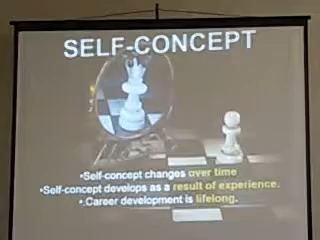 SELF-CONCEPT
•Self-concept changes over time
•Self-concept develops as a result of experience.
•.Career development is lifelong.